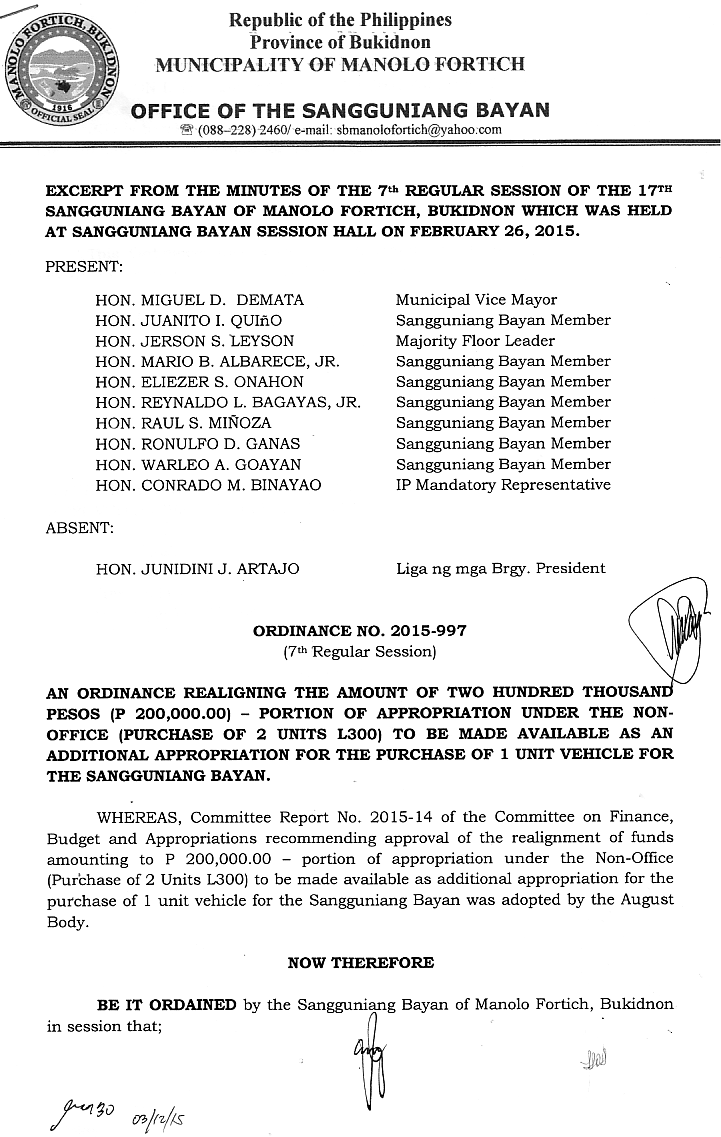 Republic of the Philippines
Province of Bukidnon
MUNICIPALITY OF MANOLO FORTICH
MANOLO FORTICH, BUKIDNON
1916
OFFICIAL SEAL
OFFICE OF THE SANGGUNIANG BAYAN
☏ (088–228) 2460/ e-mail: sbmanolofortich@yahoo.com
EXCERPT FROM THE MINUTES OF THE 7th REGULAR SESSION OF THE 17TH
SANGGUNIANG BAYAN OF MANOLO FORTICH, BUKIDNON WHICH WAS HELD
AT SANGGUNIANG BAYAN SESSION HALL ON FEBRUARY 26, 2015.
PRESENT:
HON. MIGUEL D. DEMATA Municipal Vice Mayor
HON. JUANITO I. QUIñO Sangguniang Bayan Member
HON. JERSON S. LEYSON Majority Floor Leader
HON. MARIO B. ALBARECE, JR. Sangguniang Bayan Member
HON. ELIEZER S. ONAHON Sangguniang Bayan Member
HON. REYNALDO L. BAGAYAS, JR. Sangguniang Bayan Member
HON. RAUL S. MIÑOZA Sangguniang Bayan Member
HON. RONULFO D. GANAS Sangguniang Bayan Member
HON. WARLEO A. GOAYAN Sangguniang Bayan Member
HON. CONRADO M. BINAYAO IP Mandatory Representative
ABSENT:
HON. JUNIDINI J. ARTAJO Liga ng mga Brgy. President
ORDINANCE NO. 2015-997
(7th Regular Session)
AN ORDINANCE REALIGNING THE AMOUNT OF TWO HUNDRED THOUSAND
PESOS (P 200,000.00) – PORTION OF APPROPRIATION UNDER THE NON-
OFFICE (PURCHASE OF 2 UNITS L300) TO BE MADE AVAILABLE AS AN
ADDITIONAL APPROPRIATION FOR THE PURCHASE OF 1 UNIT VEHICLE FOR
THE SANGGUNIANG BAYAN.
WHEREAS, Committee Report No. 2015-14 of the Committee on Finance,
Budget and Appropriations recommending approval of the realignment of funds
amounting to P 200,000.00 – portion of appropriation under the Non-Office
(Purchase of 2 Units L300) to be made available as additional appropriation for the
purchase of 1 unit vehicle for the Sangguniang Bayan was adopted by the August
Body.
NOW THEREFORE
BE IT ORDAINED by the Sangguniang Bayan of Manolo Fortich, Bukidnon
in session that;
03/12/15